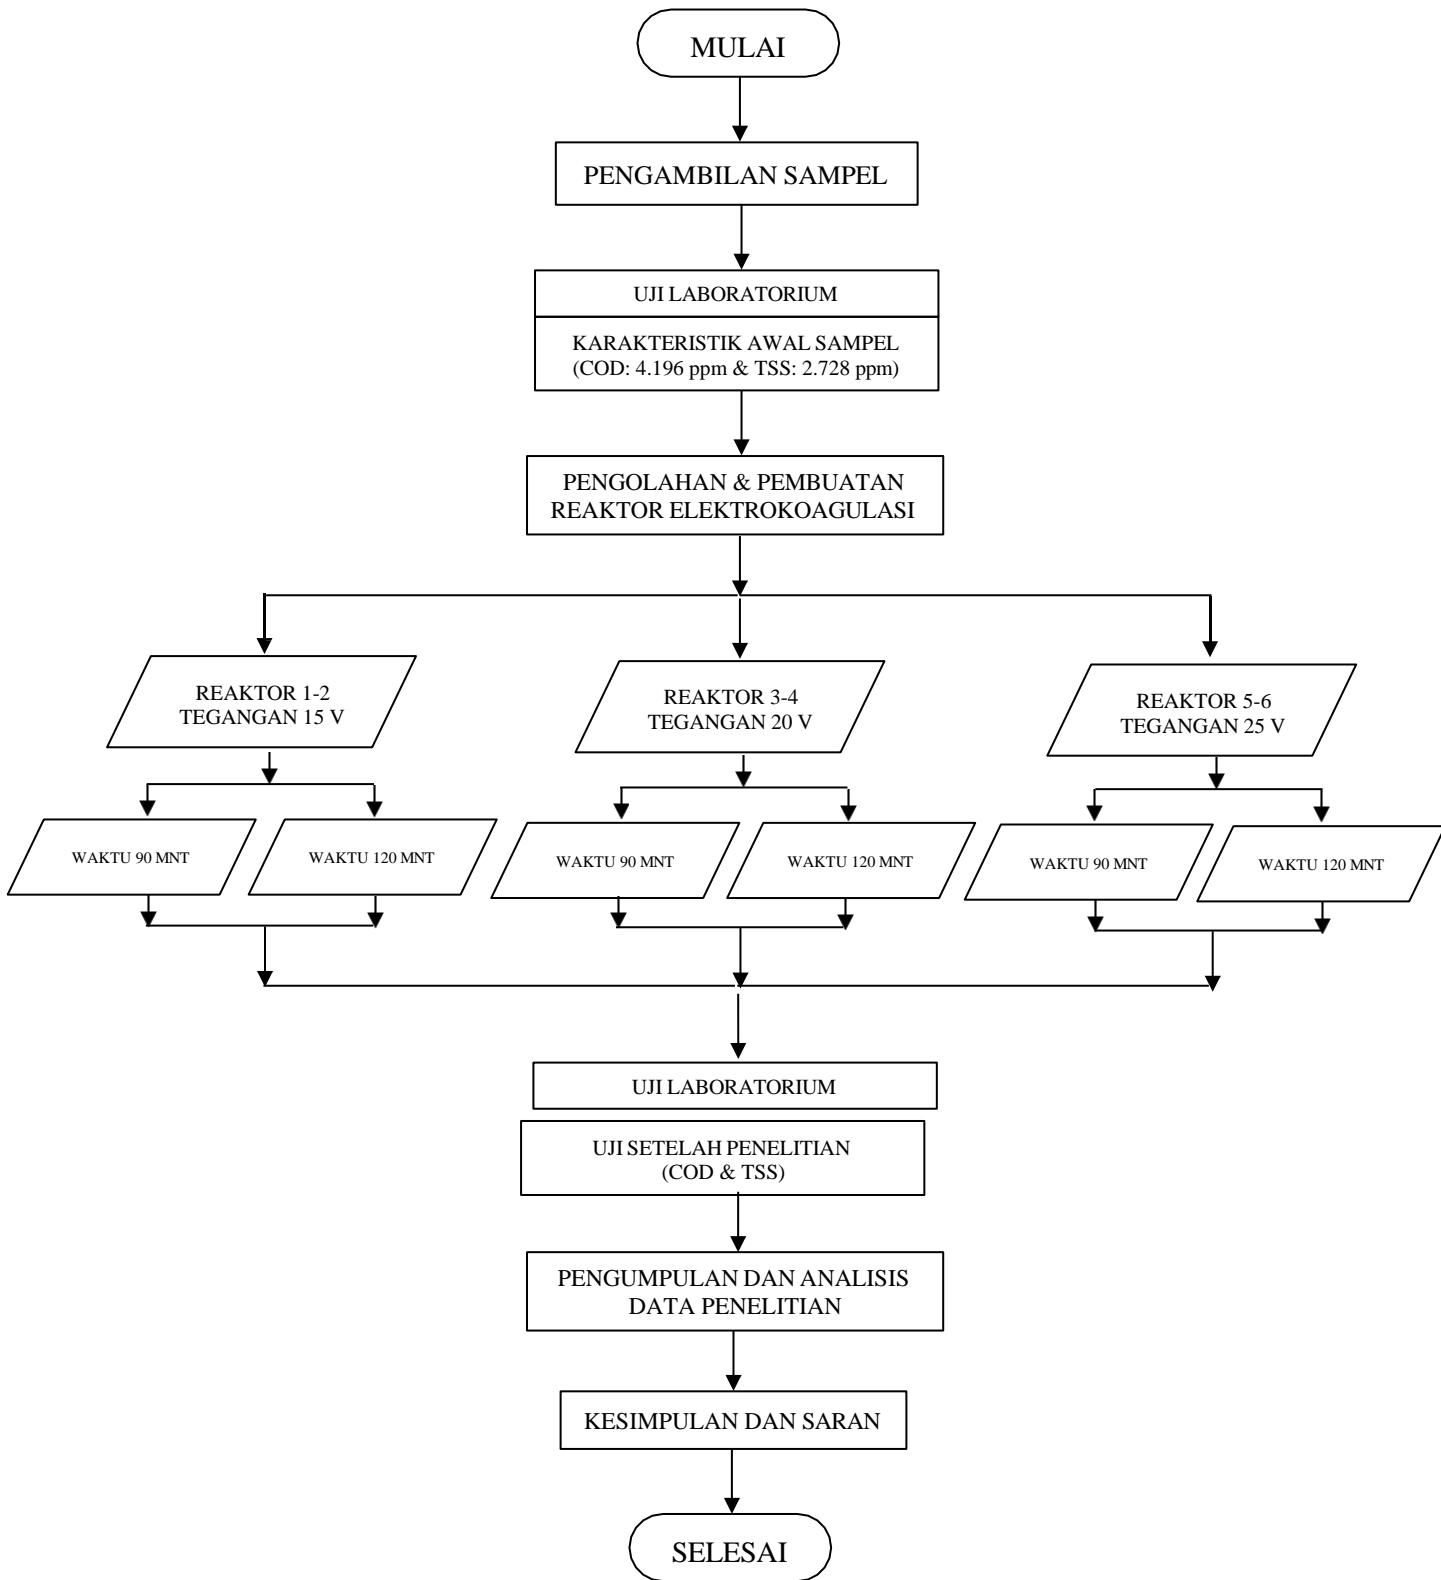 MULAI
PENGAMBILAN SAMPEL
UJI LABORATORIUM
KARAKTERISTIK AWAL SAMPEL
(COD: 4.196 ppm & TSS: 2.728 ppm)
PENGOLAHAN & PEMBUATAN
REAKTOR ELEKTROKOAGULASI
REAKTOR 1-2
TEGANGAN 15 V
REAKTOR 3-4
TEGANGAN 20 V
REAKTOR 5-6
TEGANGAN 25 V
WAKTU 90 MNT
WAKTU 120 MNT
WAKTU 90 MNT
WAKTU 120 MNT
WAKTU 90 MNT
WAKTU 120 MNT
UJI LABORATORIUM
UJI SETELAH PENELITIAN
(COD & TSS)
PENGUMPULAN DAN ANALISIS
DATA PENELITIAN
KESIMPULAN DAN SARAN
SELESAI